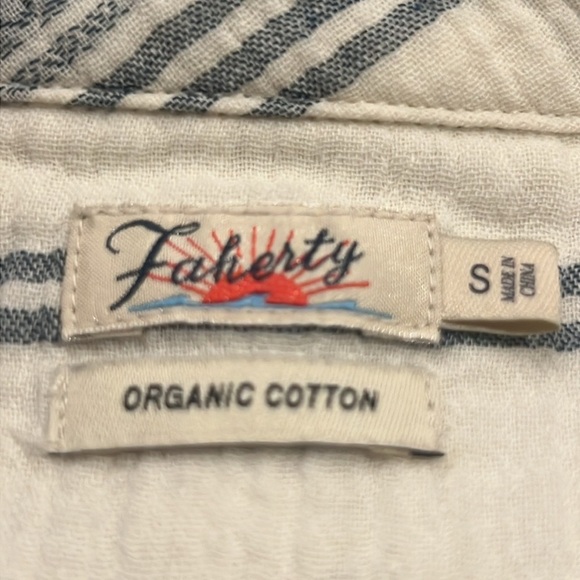 Faherty
S
MADE IN
CHINA
ORGANIC COTTON